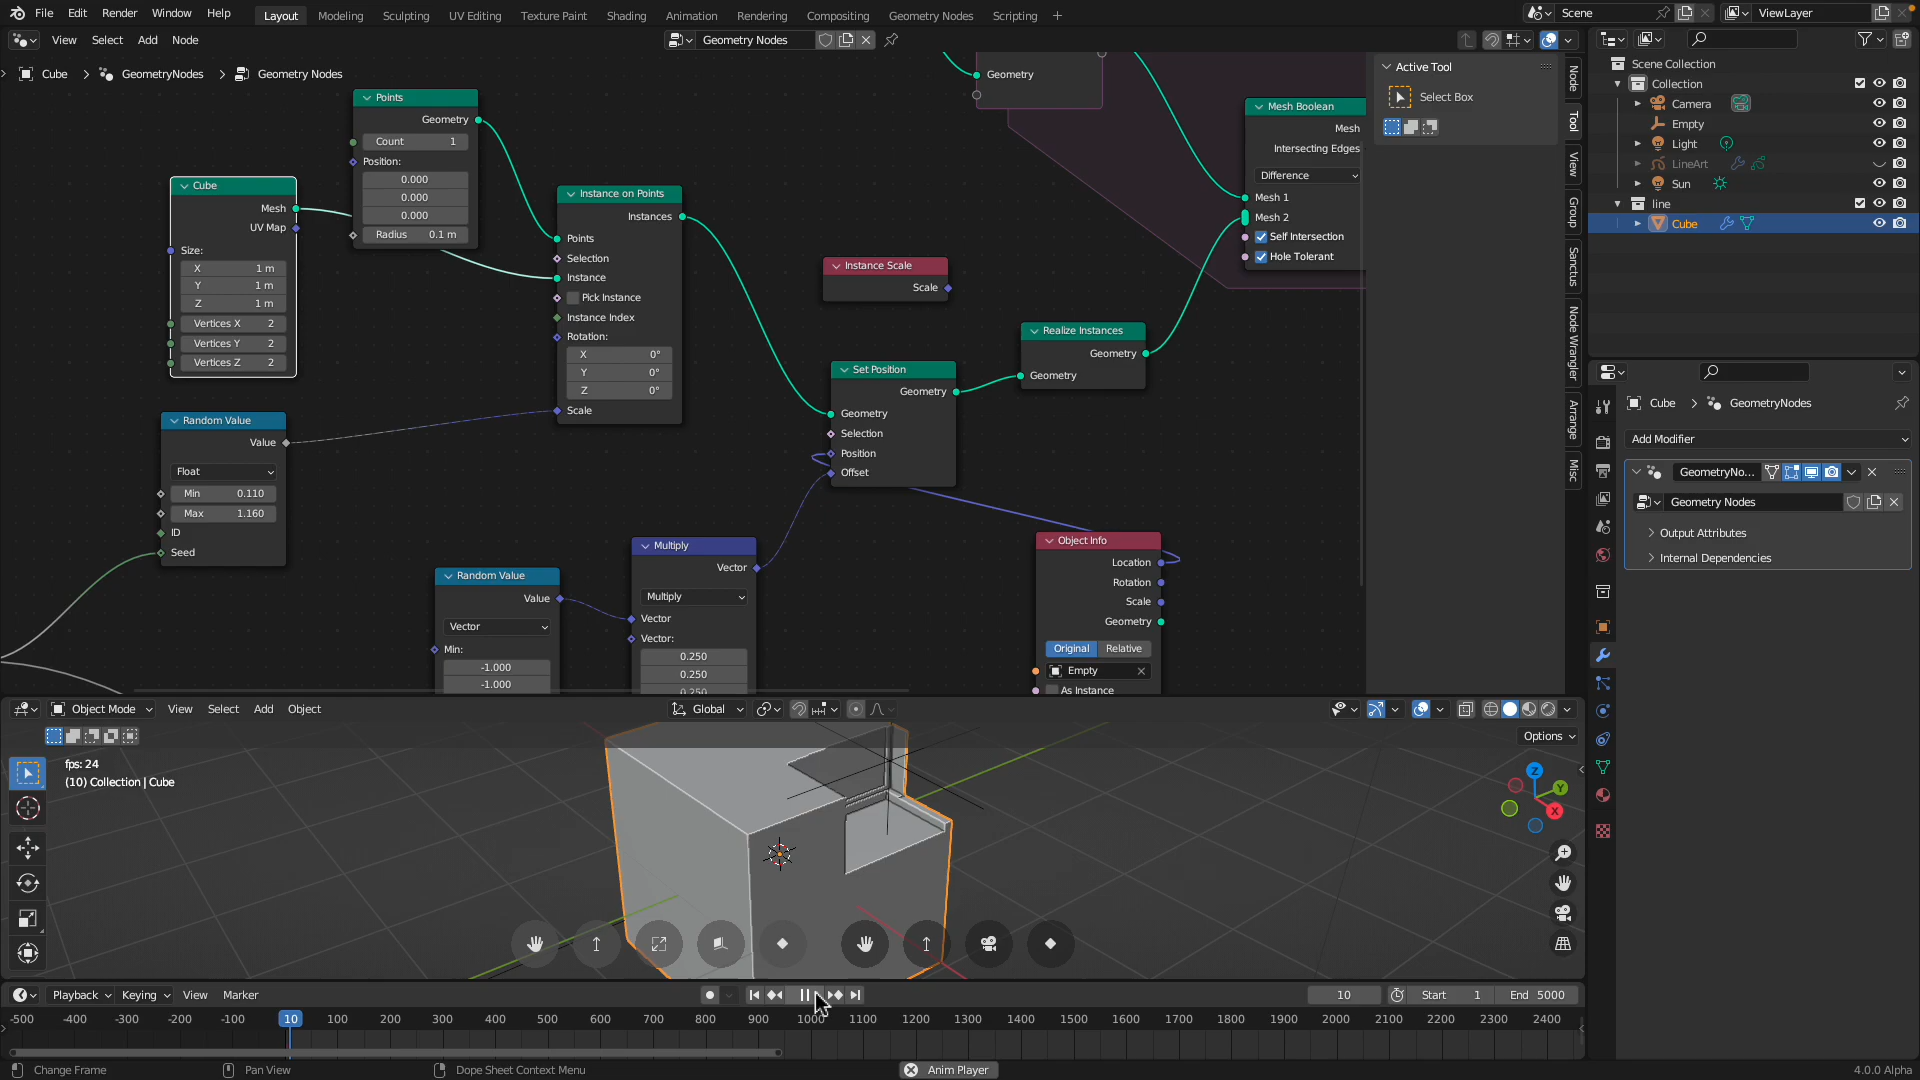 File Edit Render Window Help
Layout Modeling Sculpting UV Editing Texture Paint Shading Animation Rendering Compositing Geometry Nodes Scripting +
Scene
ViewLayer
View Select Add Node
Geometry Nodes
Cube > GeometryNodes > Geometry Nodes
Points
Geometry
Count 1
Position:
0.000
0.000
0.000
Radius 0.1 m
Cube
Mesh
UV Map
Size:
X 1 m
Y 1 m
Z 1 m
Vertices X 2
Vertices Y 2
Vertices Z 2
Random Value
Value
Float
Min 0.110
Max 1.160
ID
Seed
Instance on Points
Instances
Points
Selection
Instance
Pick Instance
Instance Index
Rotation:
X 0°
Y 0°
Z 0°
Scale
Random Value
Value
Vector
Min:
-1.000
-1.000
Multiply
Vector
Multiply
Vector
Vector:
0.250
0.250
0.250
Instance Scale
Scale
Set Position
Geometry
Geometry
Selection
Position
Offset
Realize Instances
Geometry
Geometry
Object Info
Location
Rotation
Scale
Geometry
Original Relative
Empty
As Instance
Geometry
Mesh Boolean
Mesh
Intersecting Edges
Difference
Mesh 1
Mesh 2
Self Intersection
Hole Tolerant
Active Tool
Select Box
Node
Tool
View
Group
Sanctus
Node Wrangler
Arrange
Misc
Scene Collection
Collection
Camera
Empty
Light
LineArt
Sun
line
Cube
Cube > GeometryNodes
Add Modifier
GeometryNo...
Geometry Nodes
Output Attributes
Internal Dependencies
Object Mode View Select Add Object
Global
Options
fps: 24
(10) Collection | Cube
Z
Y
X
Playback Keying View Marker
10
Start 1
End 5000
-500 -400 -300 -200 -100 10 100 200 300 400 500 600 700 800 900 1000 1100 1200 1300 1400 1500 1600 1700 1800 1900 2000 2100 2200 2300 2400
Change Frame
Pan View
Dope Sheet Context Menu
Anim Player
4.0.0 Alpha